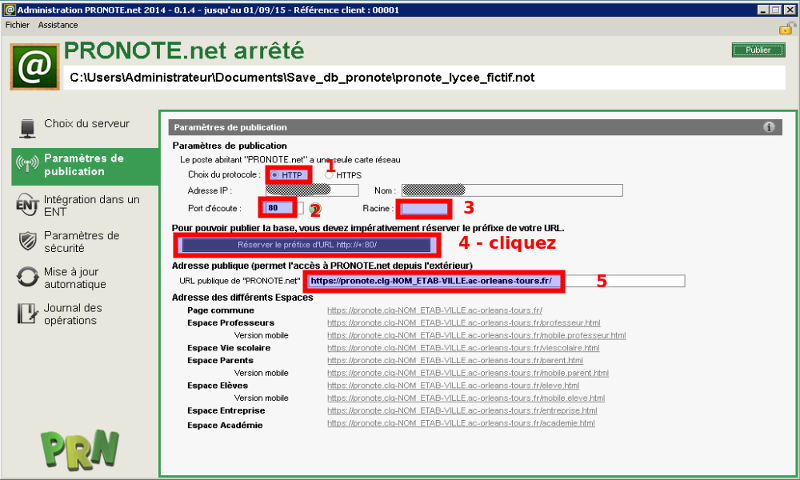 Administration PRONOTE.net 2014 - 0.1.4 - jusqu'au 01/09/15 - Référence client : 00001
Fichier Assistance
PRONOTE.net arrêté
Publier
C:\Users\Administrateur\Documents\Save_db_pronote\pronote_lycee_fictif.not
Choix du serveur
Paramètres de publication
Intégration dans un ENT
Paramètres de sécurité
Mise à jour automatique
Journal des opérations
PRN
Paramètres de publication
Paramètres de publication
Le poste abritant "PRONOTE.net" a une seule carte réseau
Choix du protocole : HTTP 1 HTTPS
Adresse IP : Nom :
Port d'écoute : 80 2 Racine : 3
Pour pouvoir publier la base, vous devez impérativement réserver le préfixe de votre URL.
Réserver le préfixe d'URL http://+:80/ 4 - cliquez
Adresse publique (permet l'accès à PRONOTE.net depuis l'extérieur)
URL publique de "PRONOTE.net" https://pronote.clg-NOM_ETAB-VILLE.ac-orleans-tours.fr/ 5
Adresse des différents Espaces
Page commune https://pronote.clg-NOM_ETAB-VILLE.ac-orleans-tours.fr/
Espace Professeurs https://pronote.clg-NOM_ETAB-VILLE.ac-orleans-tours.fr/professeur.html
Version mobile https://pronote.clg-NOM_ETAB-VILLE.ac-orleans-tours.fr/mobile.professeur.html
Espace Vie scolaire https://pronote.clg-NOM_ETAB-VILLE.ac-orleans-tours.fr/viescolaire.html
Espace Parents https://pronote.clg-NOM_ETAB-VILLE.ac-orleans-tours.fr/parent.html
Version mobile https://pronote.clg-NOM_ETAB-VILLE.ac-orleans-tours.fr/mobile.parent.html
Espace Elèves https://pronote.clg-NOM_ETAB-VILLE.ac-orleans-tours.fr/eleve.html
Version mobile https://pronote.clg-NOM_ETAB-VILLE.ac-orleans-tours.fr/mobile.eleve.html
Espace Entreprise https://pronote.clg-NOM_ETAB-VILLE.ac-orleans-tours.fr/entreprise.html
Espace Académie https://pronote.clg-NOM_ETAB-VILLE.ac-orleans-tours.fr/academie.html